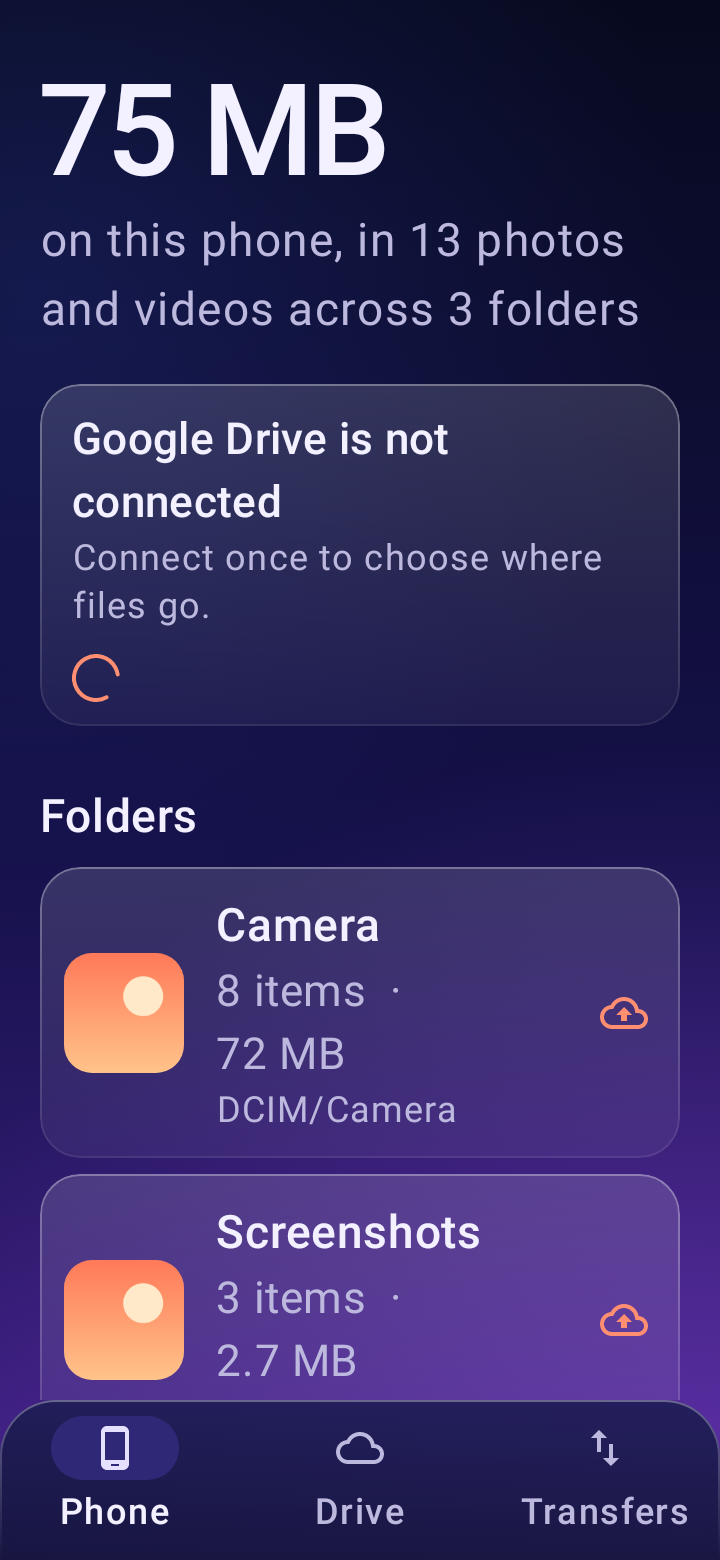 75 MB
on this phone, in 13 photos
and videos across 3 folders
Google Drive is not
connected
Connect once to choose where
files go.
Folders
Camera
8 items ·
72 MB
DCIM/Camera
Screenshots
3 items ·
2.7 MB
Phone
Drive
Transfers